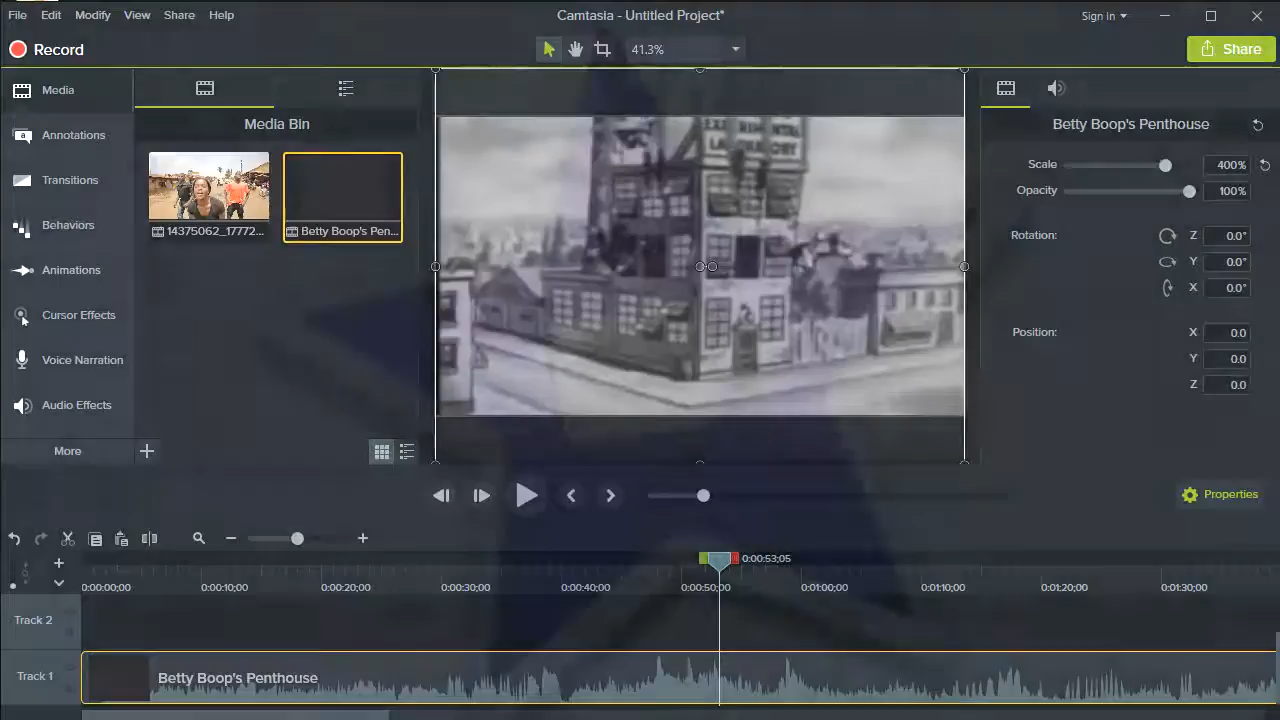 File Edit Modify View Share Help
Camtasia - Untitled Project*
Sign In
Record
41.3%
Share
Media
Annotations
Transitions
Behaviors
Animations
Cursor Effects
Voice Narration
Audio Effects
More
Media Bin
14375062_17772...
Betty Boop's Pen...
Betty Boop's Penthouse
Scale 400%
Opacity 100%
Rotation: Z 0.0°
Y 0.0°
X 0.0°
Position: X 0.0
Y 0.0
Z 0.0
Properties
0:00:53;05
0:00:00;00 0:00:10;00 0:00:20;00 0:00:30;00 0:00:40;00 0:00:50;00 0:01:00;00 0:01:10;00 0:01:20;00 0:01:30;00
Track 2
Track 1
Betty Boop's Penthouse